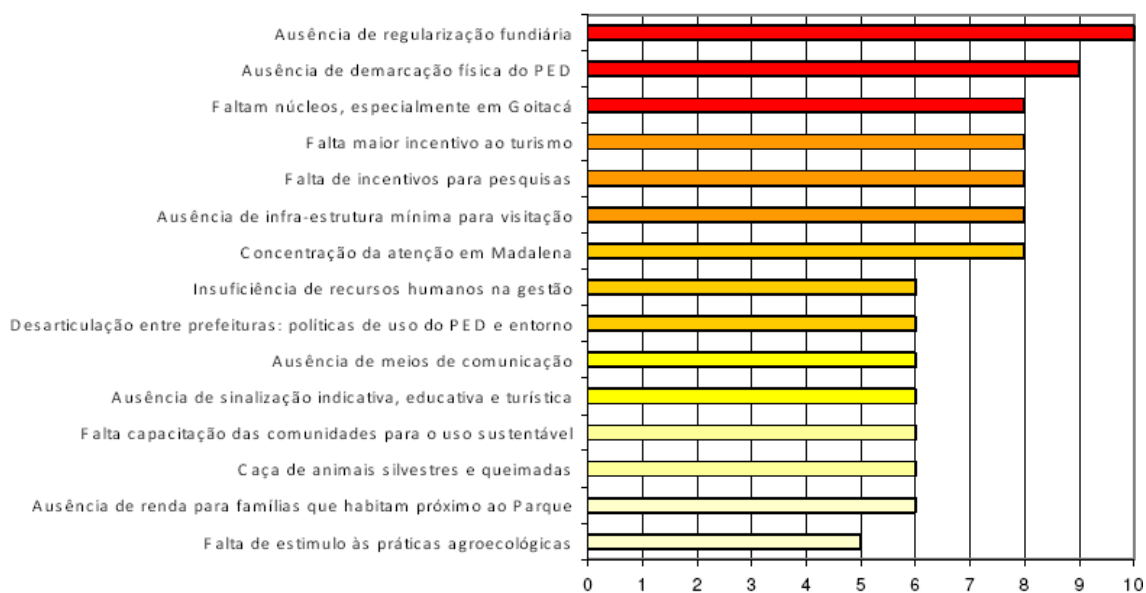 Ausência de regularização fundiária
Ausência de demarcação física do PED
Faltam núcleos, especialmente em Goitacá
Falta maior incentivo ao turismo
Falta de incentivos para pesquisas
Ausência de infra-estrutura mínima para visitação
Concentração da atenção em Madalena
Insuficiência de recursos humanos na gestão
Desarticulação entre prefeituras: políticas de uso do PED e entorno
Ausência de meios de comunicação
Ausência de sinalização indicativa, educativa e turística
Falta capacitação das comunidades para o uso sustentável
Caça de animais silvestres e queimadas
Ausência de renda para famílias que habitam próximo ao Parque
Falta de estimulo às práticas agroecológicas
0 1 2 3 4 5 6 7 8 9 10